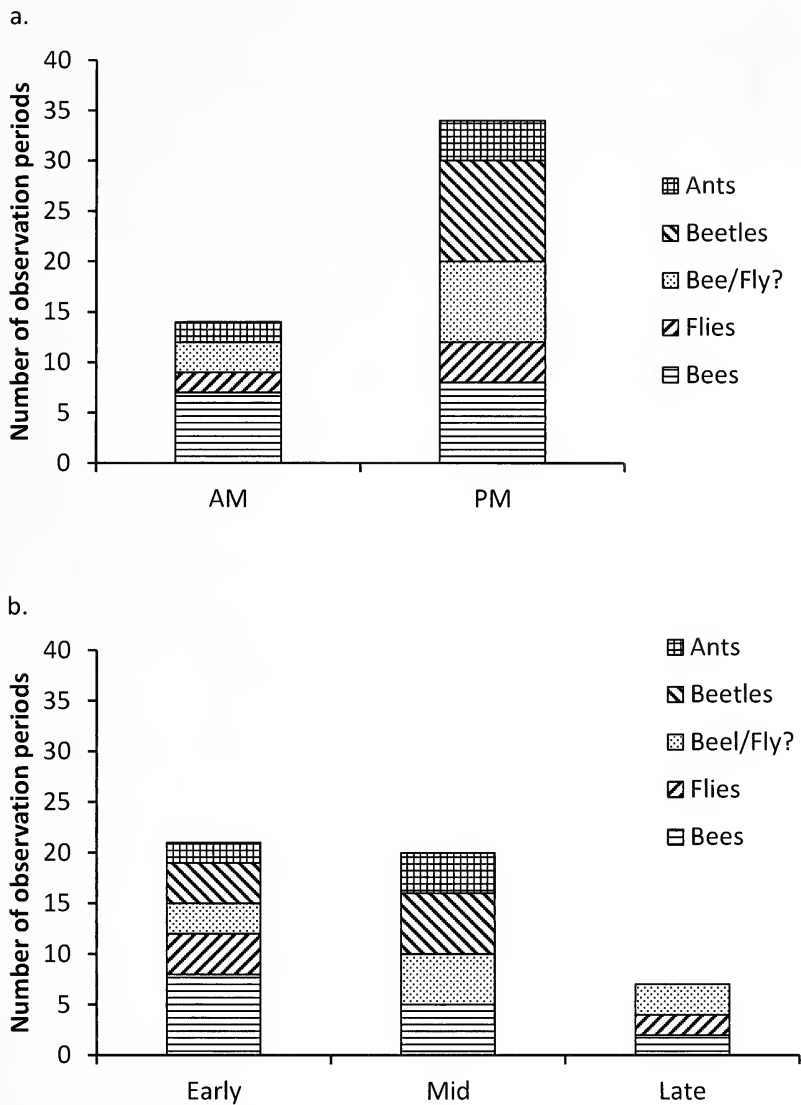 a.
40
35
30
25
20
15
10
5
0
Number of observation periods
AM
PM
Ants
Beetles
Bee/Fly?
Flies
Bees
b.
40
35
30
25
20
15
10
5
0
Number of observation periods
Early
Mid
Late
Ants
Beetles
Beel/Fly?
Flies
Bees